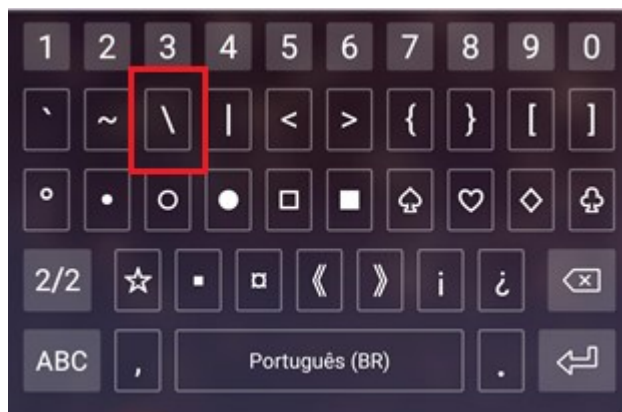 1 2 3 4 5 6 7 8 9 0
` ~ \ | < > { } [ ]
° • ○ ● □ ■ ♤ ♡ ◇ ♧
2/2 ☆ ▪ ¤ 《 》 ¡ ¿
ABC , Português (BR) .